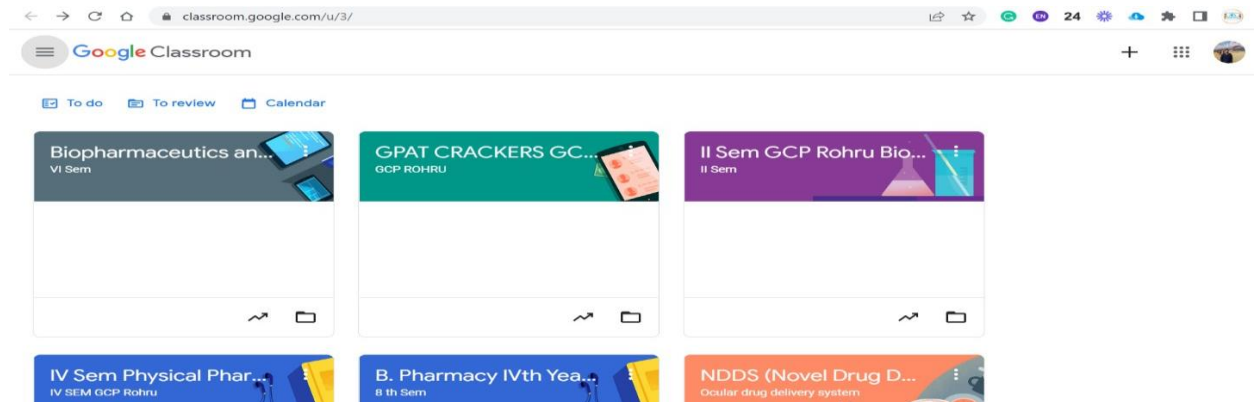 classroom.google.com/u/3/
EN 24
Google Classroom
To do To review Calendar
Biopharmaceutics an...
VI Sem
GPAT CRACKERS GC...
GCP ROHRU
II Sem GCP Rohru Bio...
II Sem
IV Sem Physical Phar...
IV SEM GCP Rohru
B. Pharmacy IVth Yea...
8 th Sem
NDDS (Novel Drug D...
Ocular drug delivery system